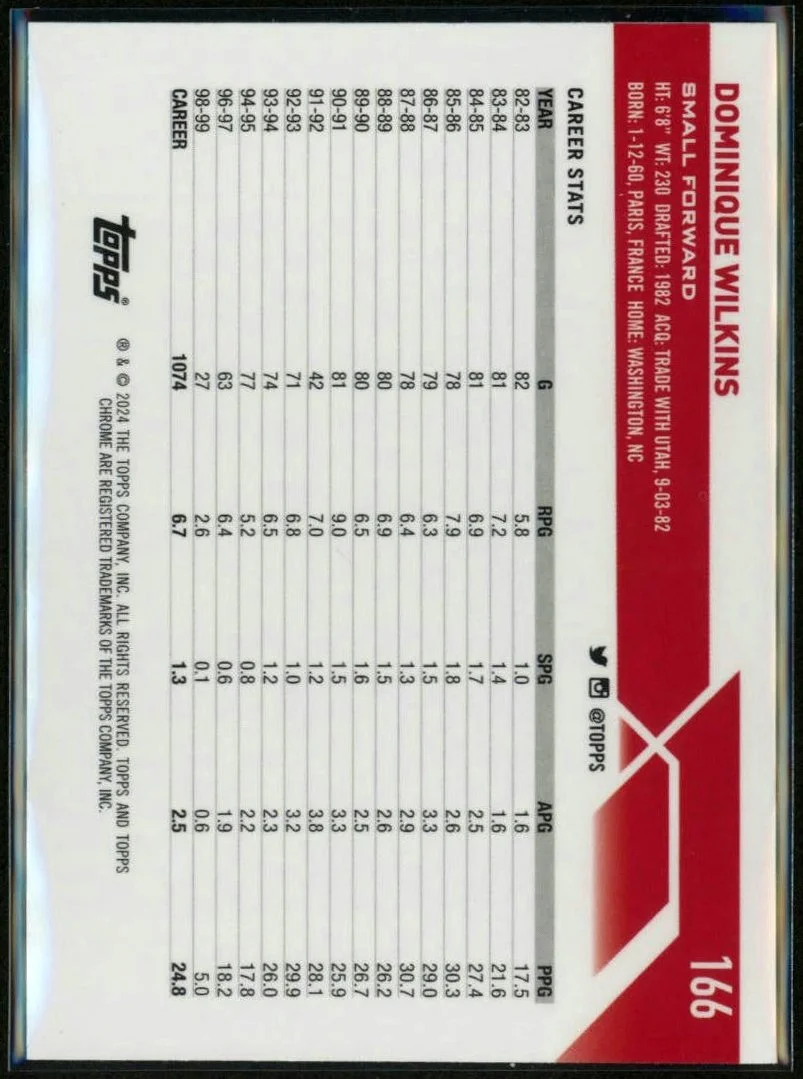 DOMINIQUE WILKINS
166
SMALL FORWARD
HT: 6'8" WT: 230 DRAFTED: 1982 ACQ: TRADE WITH UTAH, 9-03-82
BORN: 1-12-60, PARIS, FRANCE HOME: WASHINGTON, NC
@TOPPS
CAREER STATS
YEAR G RPG SPG APG PPG
82-83 82 5.8 1.0 1.6 17.5
83-84 81 7.2 1.4 1.6 21.6
84-85 81 6.9 1.7 2.5 27.4
85-86 78 7.9 1.8 2.6 30.3
86-87 79 6.3 1.5 3.3 29.0
87-88 78 6.4 1.3 2.9 30.7
88-89 80 6.9 1.5 2.6 26.2
89-90 80 6.5 1.6 2.5 26.7
90-91 81 9.0 1.5 3.3 25.9
91-92 42 7.0 1.2 3.8 28.1
92-93 71 6.8 1.0 3.2 29.9
93-94 74 6.5 1.2 2.3 26.0
94-95 77 5.2 0.8 2.2 17.8
96-97 63 6.4 0.6 1.9 18.2
98-99 27 2.6 0.1 0.6 5.0
CAREER 1074 6.7 1.3 2.5 24.8
topps®
® & © 2024 THE TOPPS COMPANY, INC. ALL RIGHTS RESERVED. TOPPS AND TOPPS
CHROME ARE REGISTERED TRADEMARKS OF THE TOPPS COMPANY, INC.